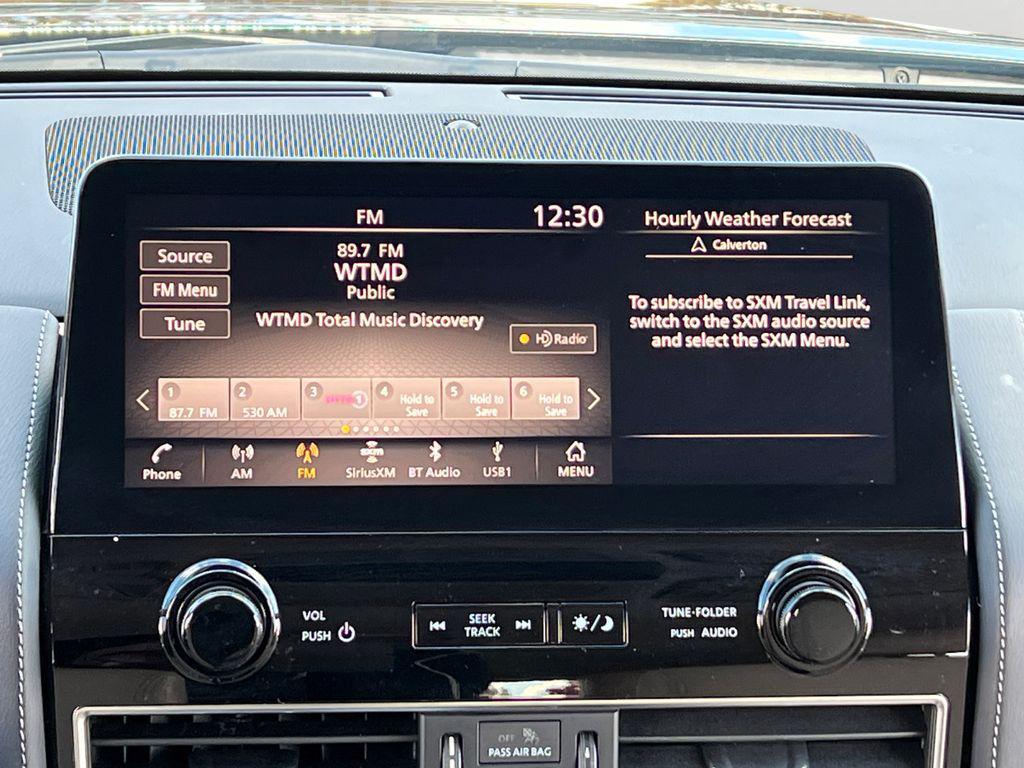 FM
12:30
Source
FM Menu
Tune
89.7 FM
WTMD
Public
WTMD Total Music Discovery
HD Radio
1
87.7 FM
2
530 AM
3
1
4
Hold to
Save
5
Hold to
Save
6
Hold to
Save
Phone
AM
FM
sxm
SiriusXM
BT Audio
USB1
MENU
Hourly Weather Forecast
Calverton
To subscribe to SXM Travel Link,
switch to the SXM audio source
and select the SXM Menu.
VOL
PUSH
SEEK
TRACK
TUNE·FOLDER
PUSH AUDIO
OFF
PASS AIR BAG